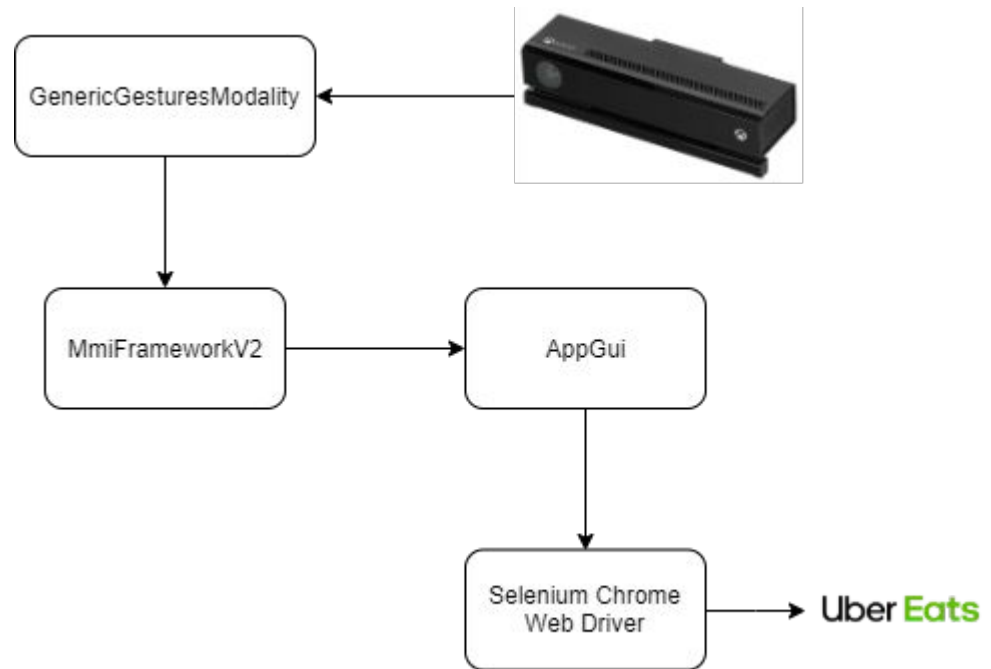 GenericGesturesModality
MmiFrameworkV2
AppGui
Selenium Chrome
Web Driver
Uber Eats